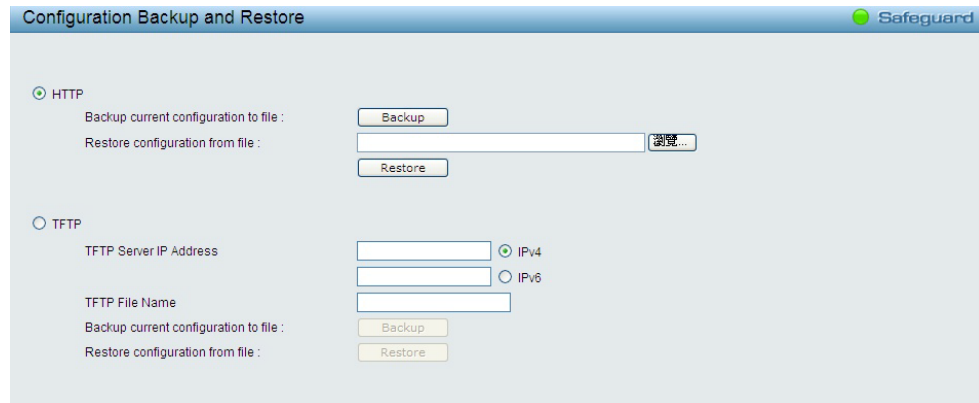 Configuration Backup and Restore
Safeguard
HTTP
Backup current configuration to file :
Backup
Restore configuration from file :
瀏覽...
Restore
TFTP
TFTP Server IP Address
IPv4
IPv6
TFTP File Name
Backup current configuration to file :
Backup
Restore configuration from file :
Restore